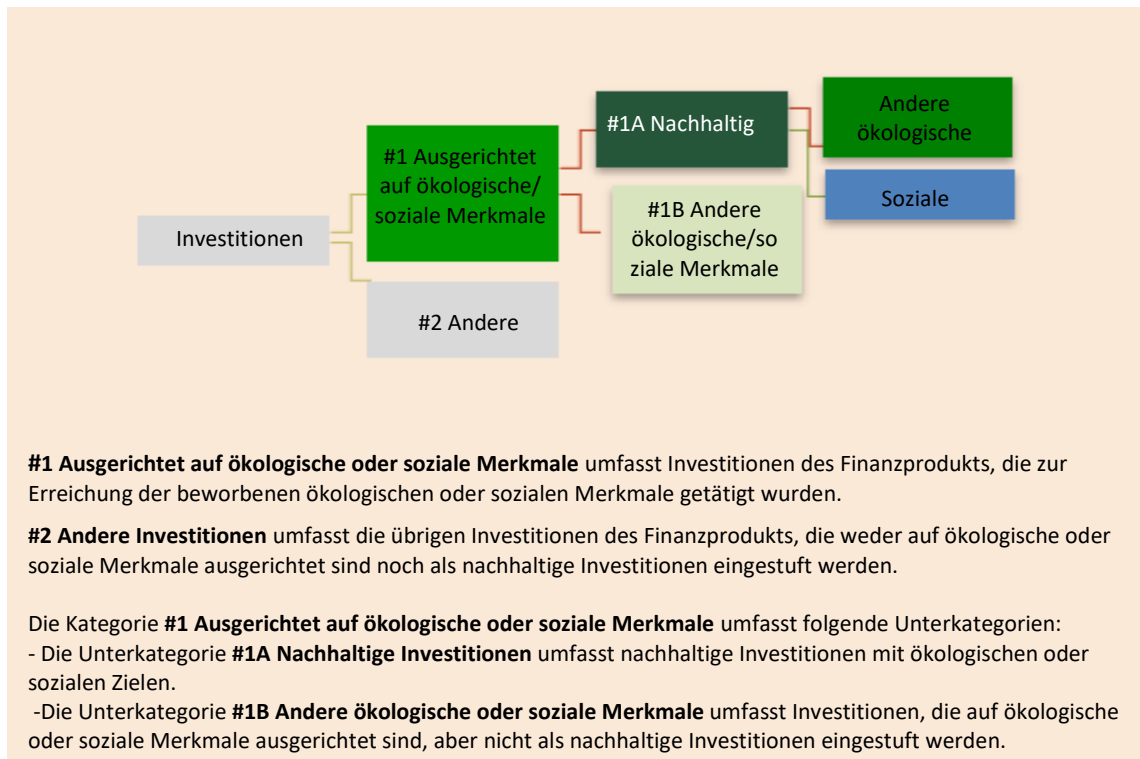 Investitionen
#1 Ausgerichtet
auf ökologische/
soziale Merkmale
#2 Andere
#1A Nachhaltig
#1B Andere
ökologische/so
ziale Merkmale
Andere
ökologische
Soziale
#1 Ausgerichtet auf ökologische oder soziale Merkmale umfasst Investitionen des Finanzprodukts, die zur
Erreichung der beworbenen ökologischen oder sozialen Merkmale getätigt wurden.
#2 Andere Investitionen umfasst die übrigen Investitionen des Finanzprodukts, die weder auf ökologische oder
soziale Merkmale ausgerichtet sind noch als nachhaltige Investitionen eingestuft werden.
Die Kategorie #1 Ausgerichtet auf ökologische oder soziale Merkmale umfasst folgende Unterkategorien:
- Die Unterkategorie #1A Nachhaltige Investitionen umfasst nachhaltige Investitionen mit ökologischen oder
sozialen Zielen.
-Die Unterkategorie #1B Andere ökologische oder soziale Merkmale umfasst Investitionen, die auf ökologische
oder soziale Merkmale ausgerichtet sind, aber nicht als nachhaltige Investitionen eingestuft werden.